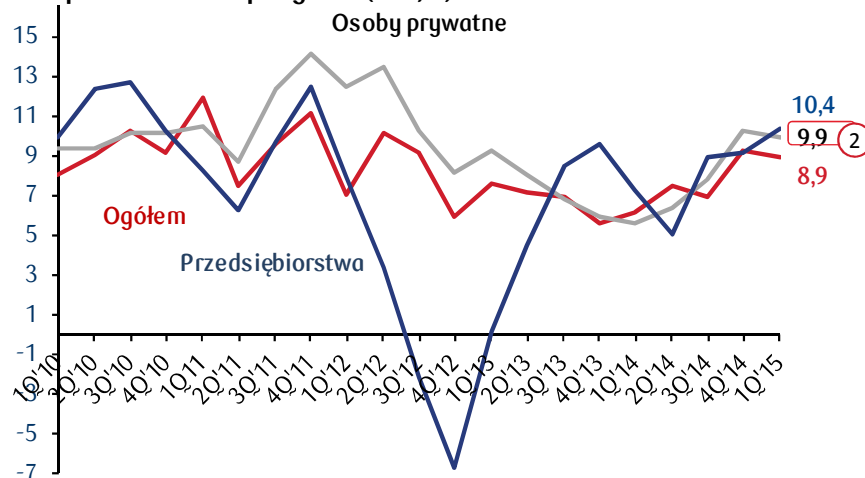 Osoby prywatne
15
13
11
9
7
5
3
1
-1
-3
-5
-7
Ogółem
Przedsiębiorstwa
10,4
9,9
2
8,9
1Q'10
2Q'10
3Q'10
4Q'10
1Q'11
2Q'11
3Q'11
4Q'11
1Q'12
2Q'12
3Q'12
4Q'12
1Q'13
2Q'13
3Q'13
4Q'13
1Q'14
2Q'14
3Q'14
4Q'14
1Q'15